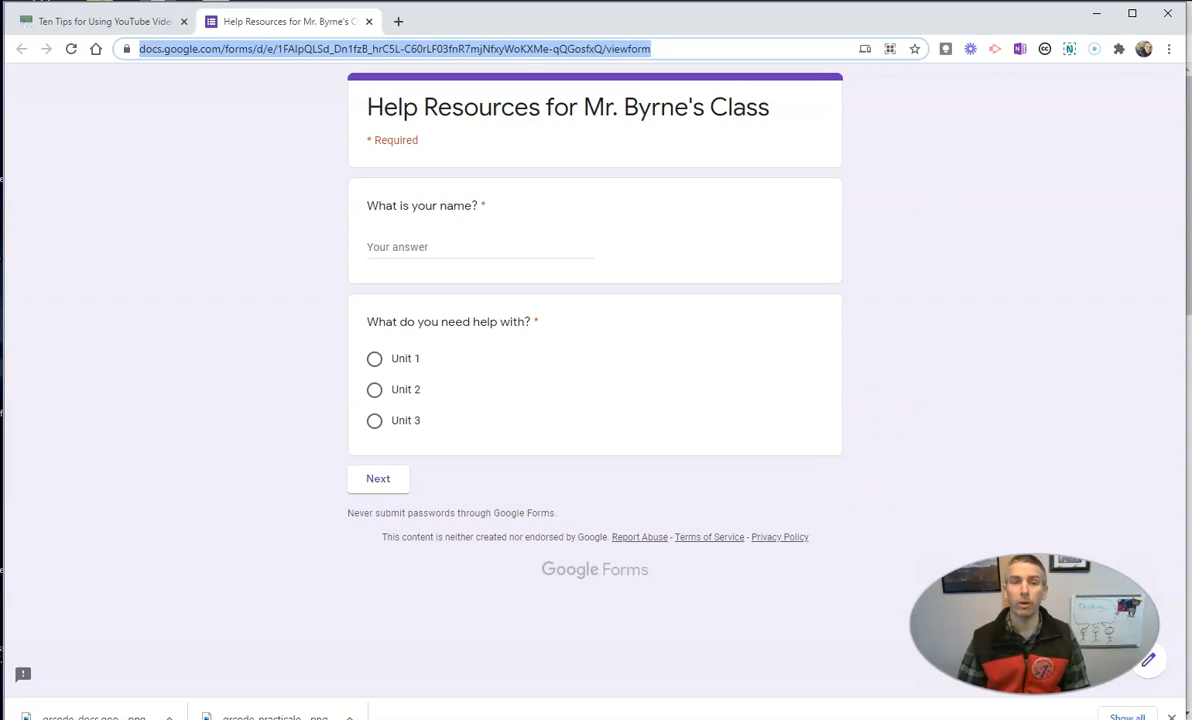 Ten Tips for Using YouTube Vide
Help Resources for Mr. Byrne's C
docs.google.com/forms/d/e/1FAIpQLSd_Dn1fzB_hrC5L-C60rLF03fnR7mjNfxyWoKXMe-qQGosfxQ/viewform
Help Resources for Mr. Byrne's Class
* Required
What is your name? *
Your answer
What do you need help with? *
Unit 1
Unit 2
Unit 3
Next
Never submit passwords through Google Forms.
This content is neither created nor endorsed by Google. Report Abuse - Terms of Service - Privacy Policy
Google Forms
Show all